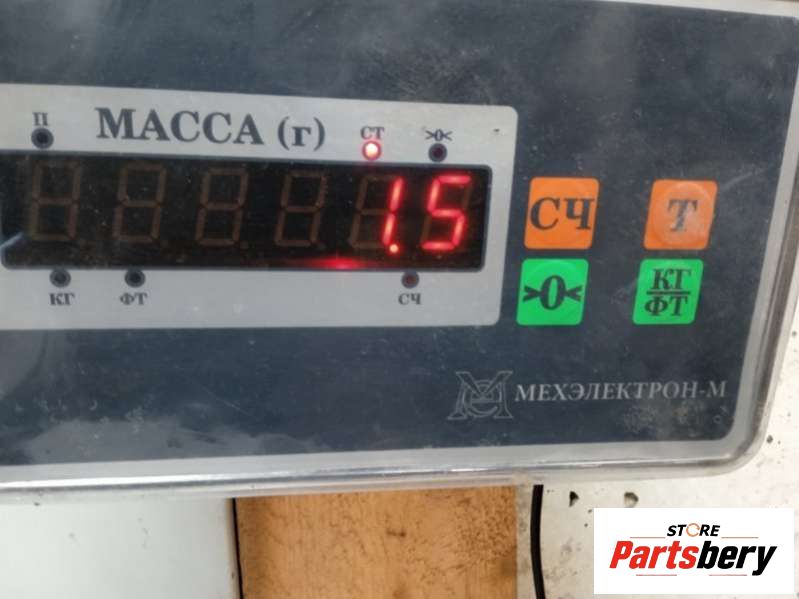 П МАССА (г) СТ >0<
1.5
КГ ФТ СЧ
СЧ Т
>0< КГ
ФТ
МЕХЭЛЕКТРОН-М
STORE
Partsbery